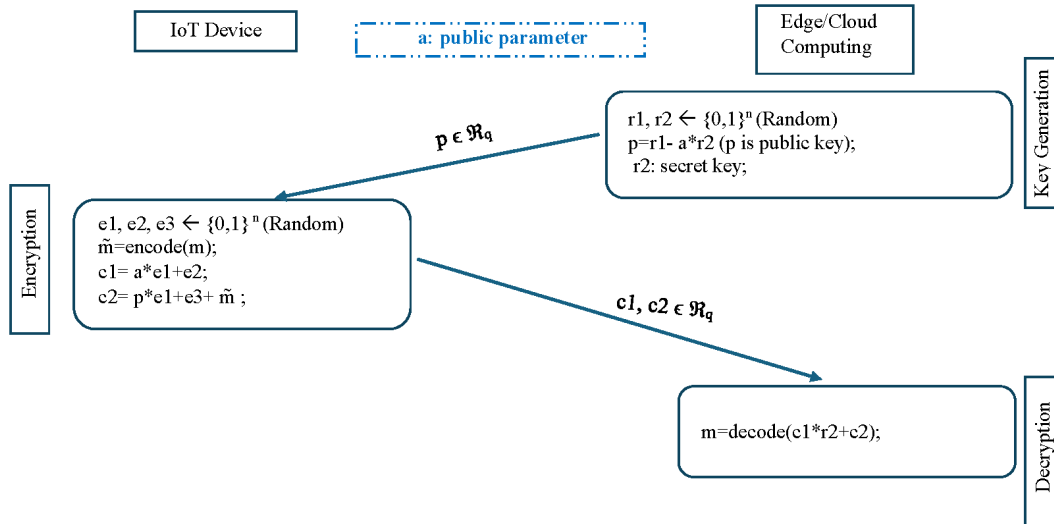 IoT Device
a: public parameter
Edge/Cloud
Computing
Key Generation
r1, r2 ← {0,1}ⁿ (Random)
p=r1- a*r2 (p is public key);
r2: secret key;
p ϵ ℜq
Encryption
e1, e2, e3 ← {0,1} ⁿ (Random)
m̃=encode(m);
c1= a*e1+e2;
c2= p*e1+e3+ m̃ ;
c1, c2 ϵ ℜq
Decryption
m=decode(c1*r2+c2);